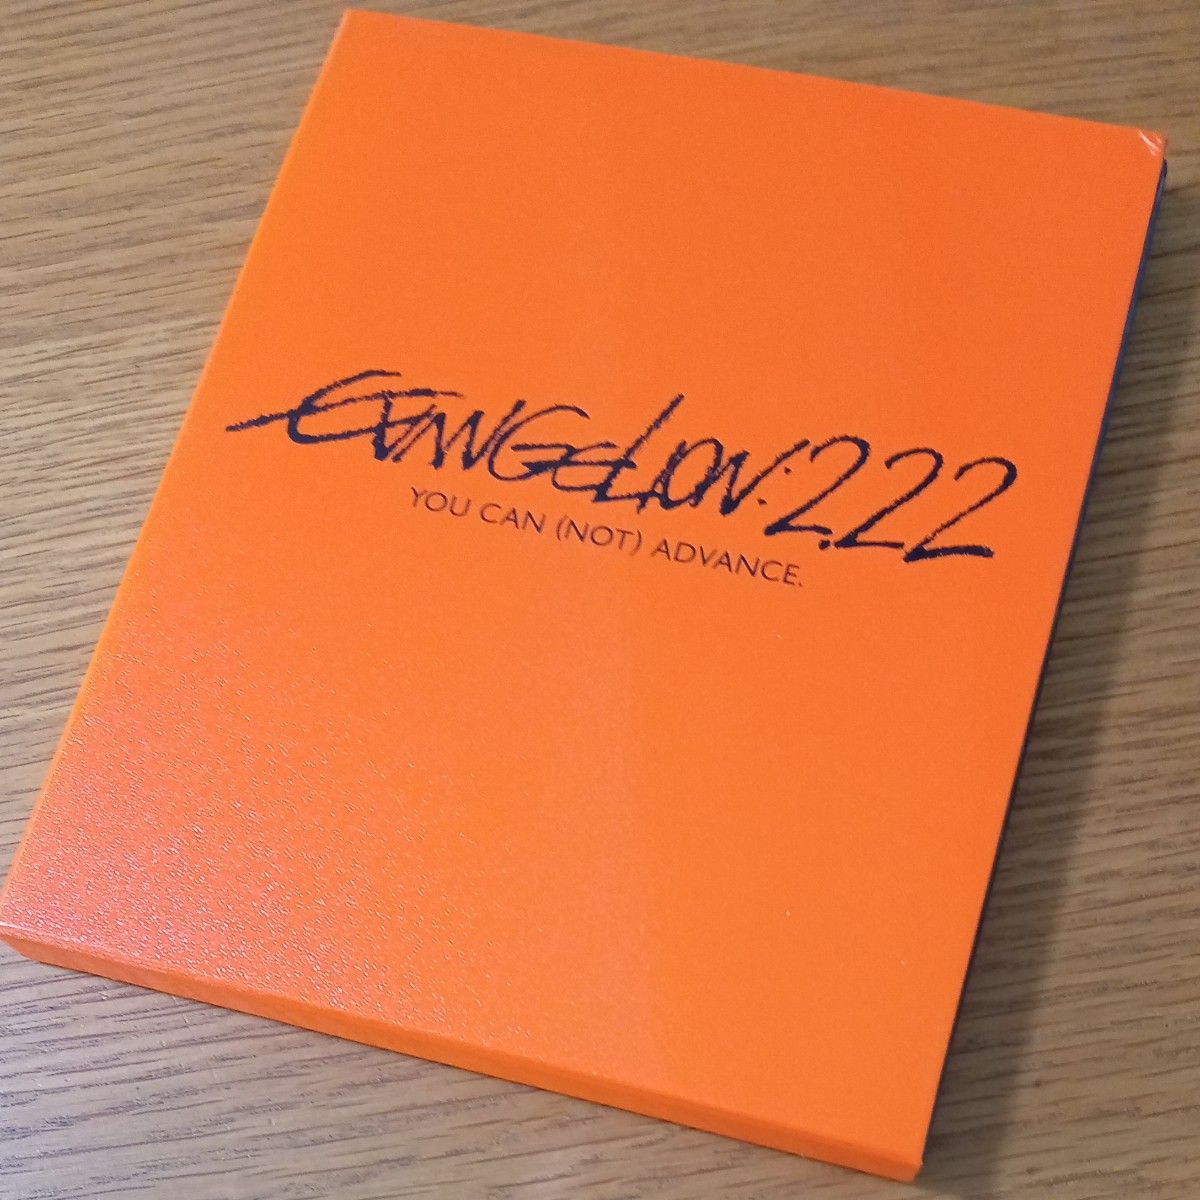 EVANGELION:2.22
YOU CAN (NOT) ADVANCE.